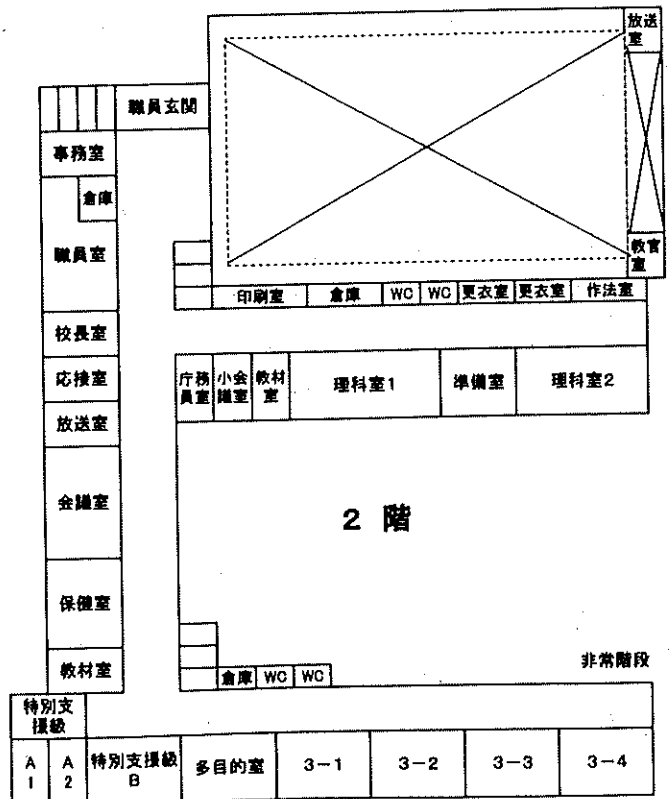 放送
室
職員玄関
事務室
倉庫
職員室
教官
室
印刷室
倉庫
WC
WC
更衣室
更衣室
作法室
校長室
応接室
放送室
会議室
保健室
教材室
庁務
員室
小会
議室
教材
室
理科室1
準備室
理科室2
2 階
非常階段
倉庫
WC
WC
特別支
援級
A
1
A
2
特別支援級
B
多目的室
3-1
3-2
3-3
3-4